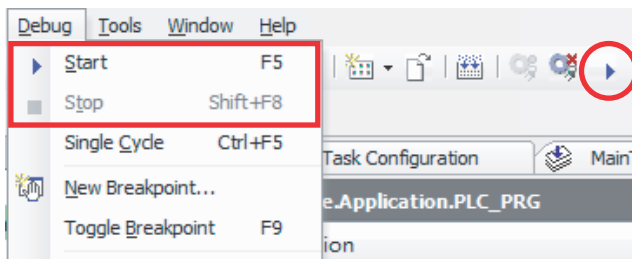 Debug Tools Window Help
Start F5
Stop Shift+F8
Single Cycle Ctrl+F5
Task Configuration
New Breakpoint...
e.Application.PLC_PRG
Toggle Breakpoint F9
ion